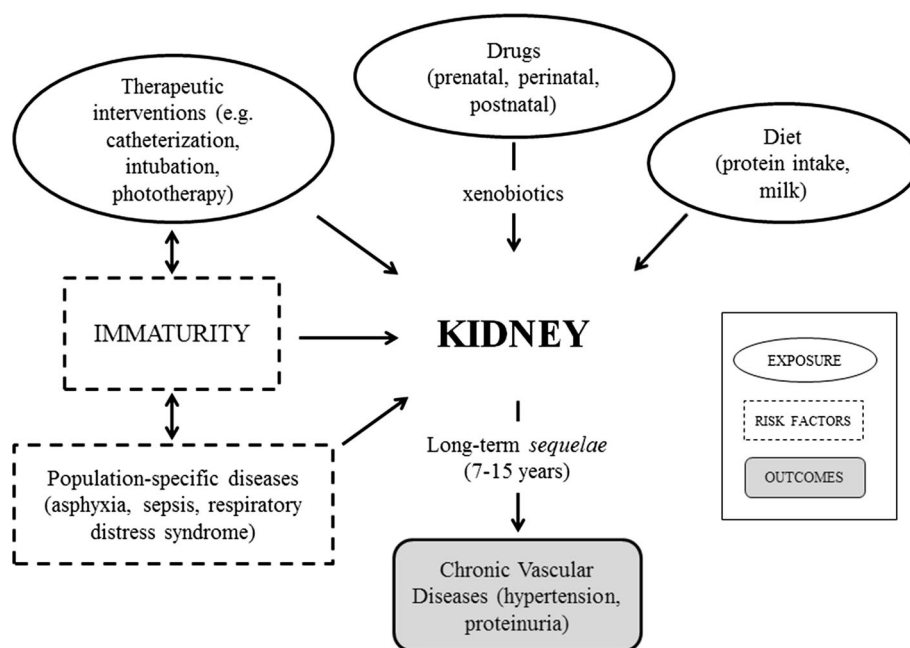 Drugs
(prenatal, perinatal,
postnatal)
Therapeutic
interventions (e.g.
catheterization,
intubation,
phototherapy)
Diet
(protein intake,
milk)
xenobiotics
IMMATURITY
KIDNEY
EXPOSURE
RISK FACTORS
OUTCOMES
Population-specific diseases
(asphyxia, sepsis, respiratory
distress syndrome)
Long-term sequelae
(7-15 years)
Chronic Vascular
Diseases (hypertension,
proteinuria)